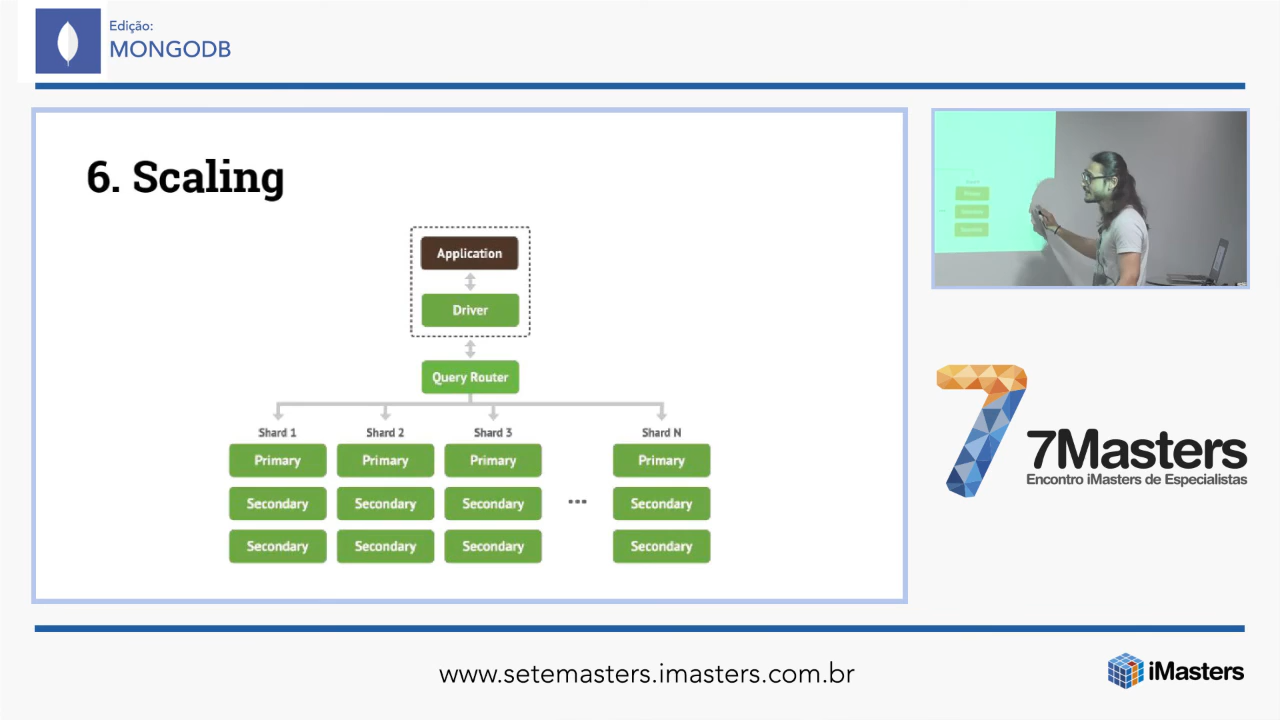 Edição:
MONGODB
6. Scaling
Application
Driver
Query Router
Shard 1 Shard 2 Shard 3 Shard N
Primary Primary Primary Primary
Secondary Secondary Secondary ... Secondary
Secondary Secondary Secondary Secondary
7Masters
Encontro iMasters de Especialistas
www.setemasters.imasters.com.br
iMasters